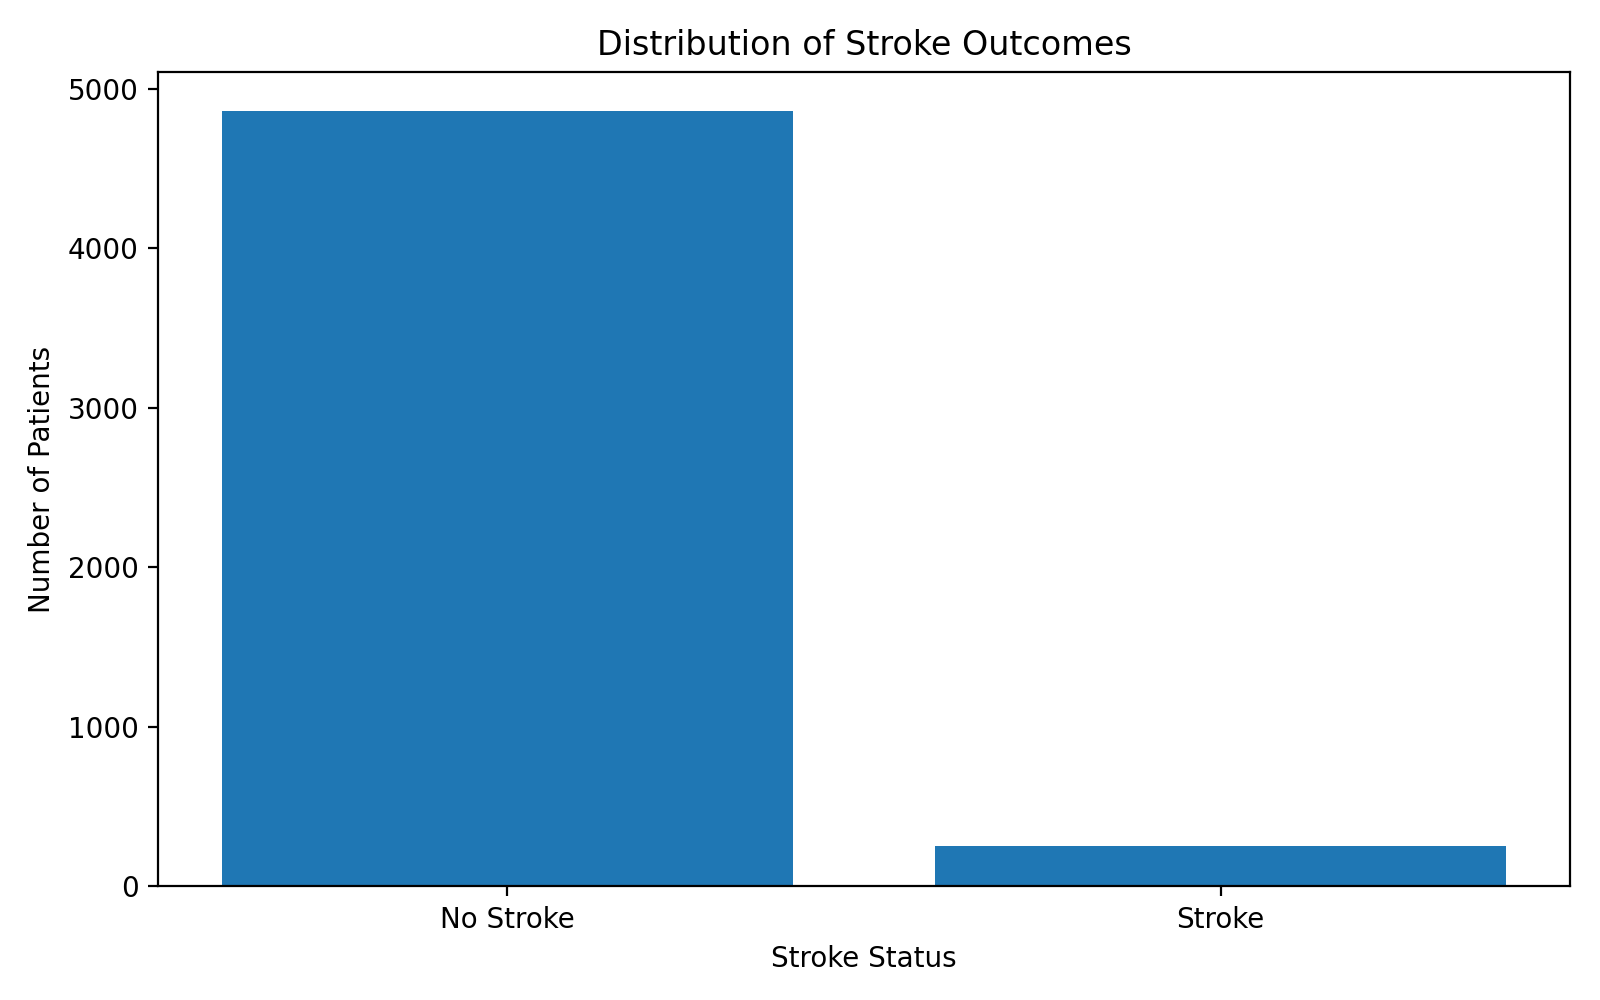 Distribution of Stroke Outcomes
5000
4000
3000
2000
1000
0
Number of Patients
No Stroke
Stroke
Stroke Status